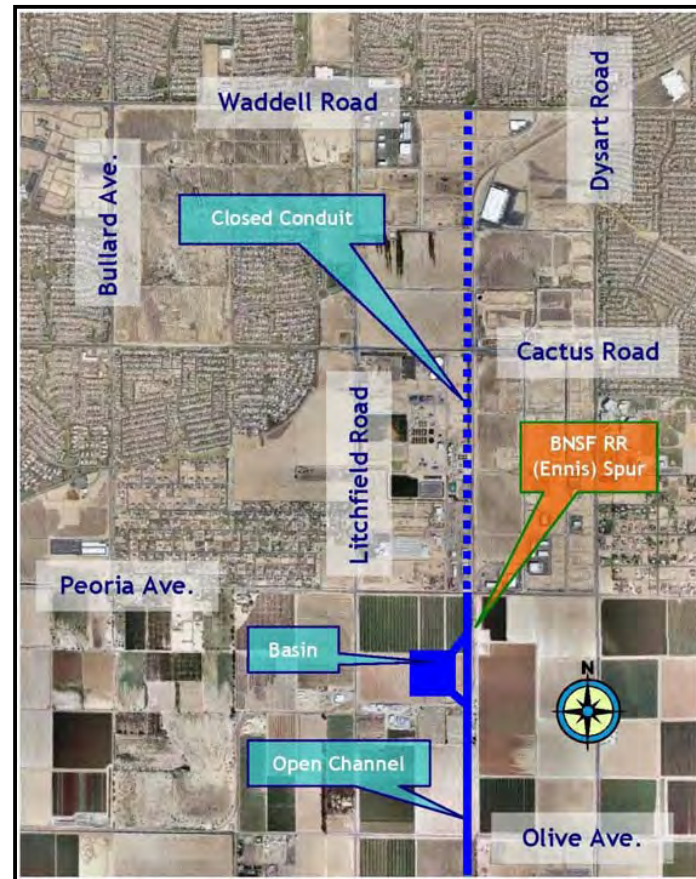 Waddell Road
Dysart Road
Bullard Ave.
Closed Conduit
Cactus Road
Litchfield Road
BNSF RR
(Ennis) Spur
Peoria Ave.
Basin
N
Open Channel
Olive Ave.